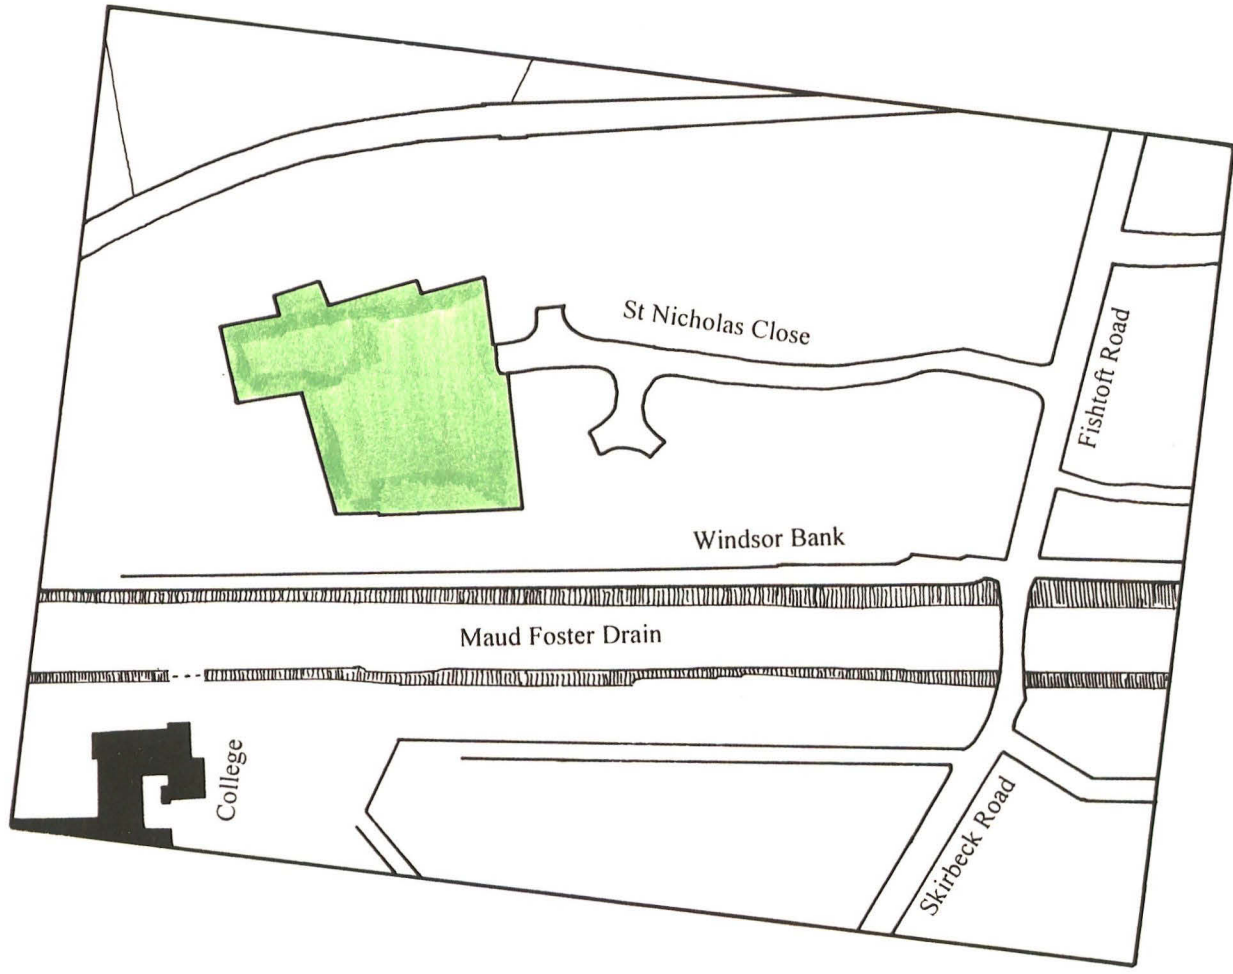 St Nicholas Close
Fishtoft Road
Windsor Bank
Maud Foster Drain
College
Skirbeck Road